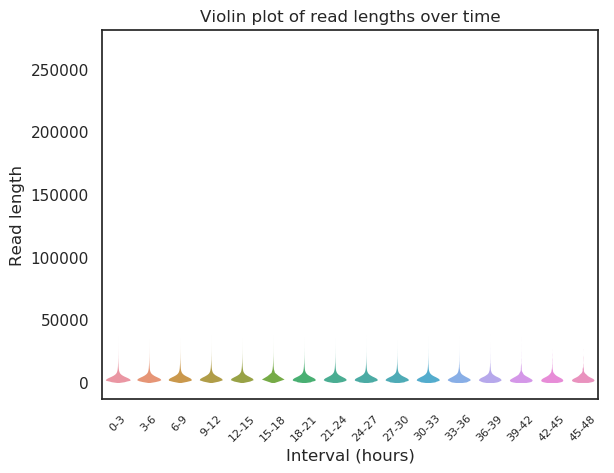 Violin plot of read lengths over time
Read length
250000
200000
150000
100000
50000
0
0-3 3-6 6-9 9-12 12-15 15-18 18-21 21-24 24-27 27-30 30-33 33-36 36-39 39-42 42-45 45-48
Interval (hours)